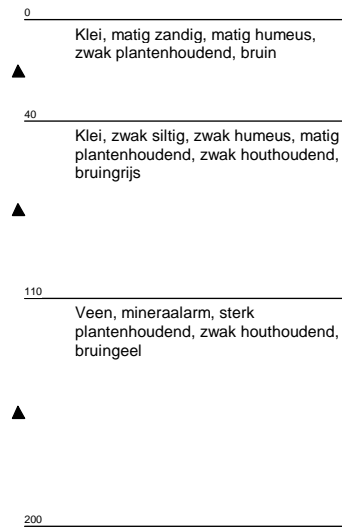 0
Klei, matig zandig, matig humeus,
zwak plantenhoudend, bruin
40
Klei, zwak siltig, zwak humeus, matig
plantenhoudend, zwak houthoudend,
bruingrijs
110
Veen, mineraalarm, sterk
plantenhoudend, zwak houthoudend,
bruingeel
200